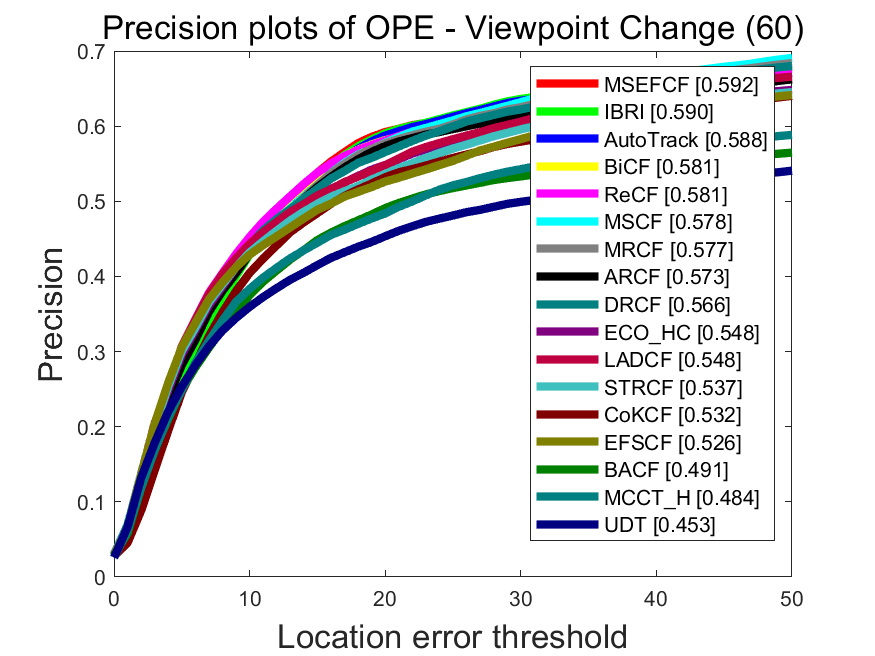 Precision plots of OPE - Viewpoint Change (60)
0.7
0.6
0.5
0.4
0.3
0.2
0.1
0
Precision
MSEFCF [0.592]
IBRI [0.590]
AutoTrack [0.588]
BiCF [0.581]
ReCF [0.581]
MSCF [0.578]
MRCF [0.577]
ARCF [0.573]
DRCF [0.566]
ECO_HC [0.548]
LADCF [0.548]
STRCF [0.537]
CoKCF [0.532]
EFSCF [0.526]
BACF [0.491]
MCCT_H [0.484]
UDT [0.453]
0 10 20 30 40 50
Location error threshold